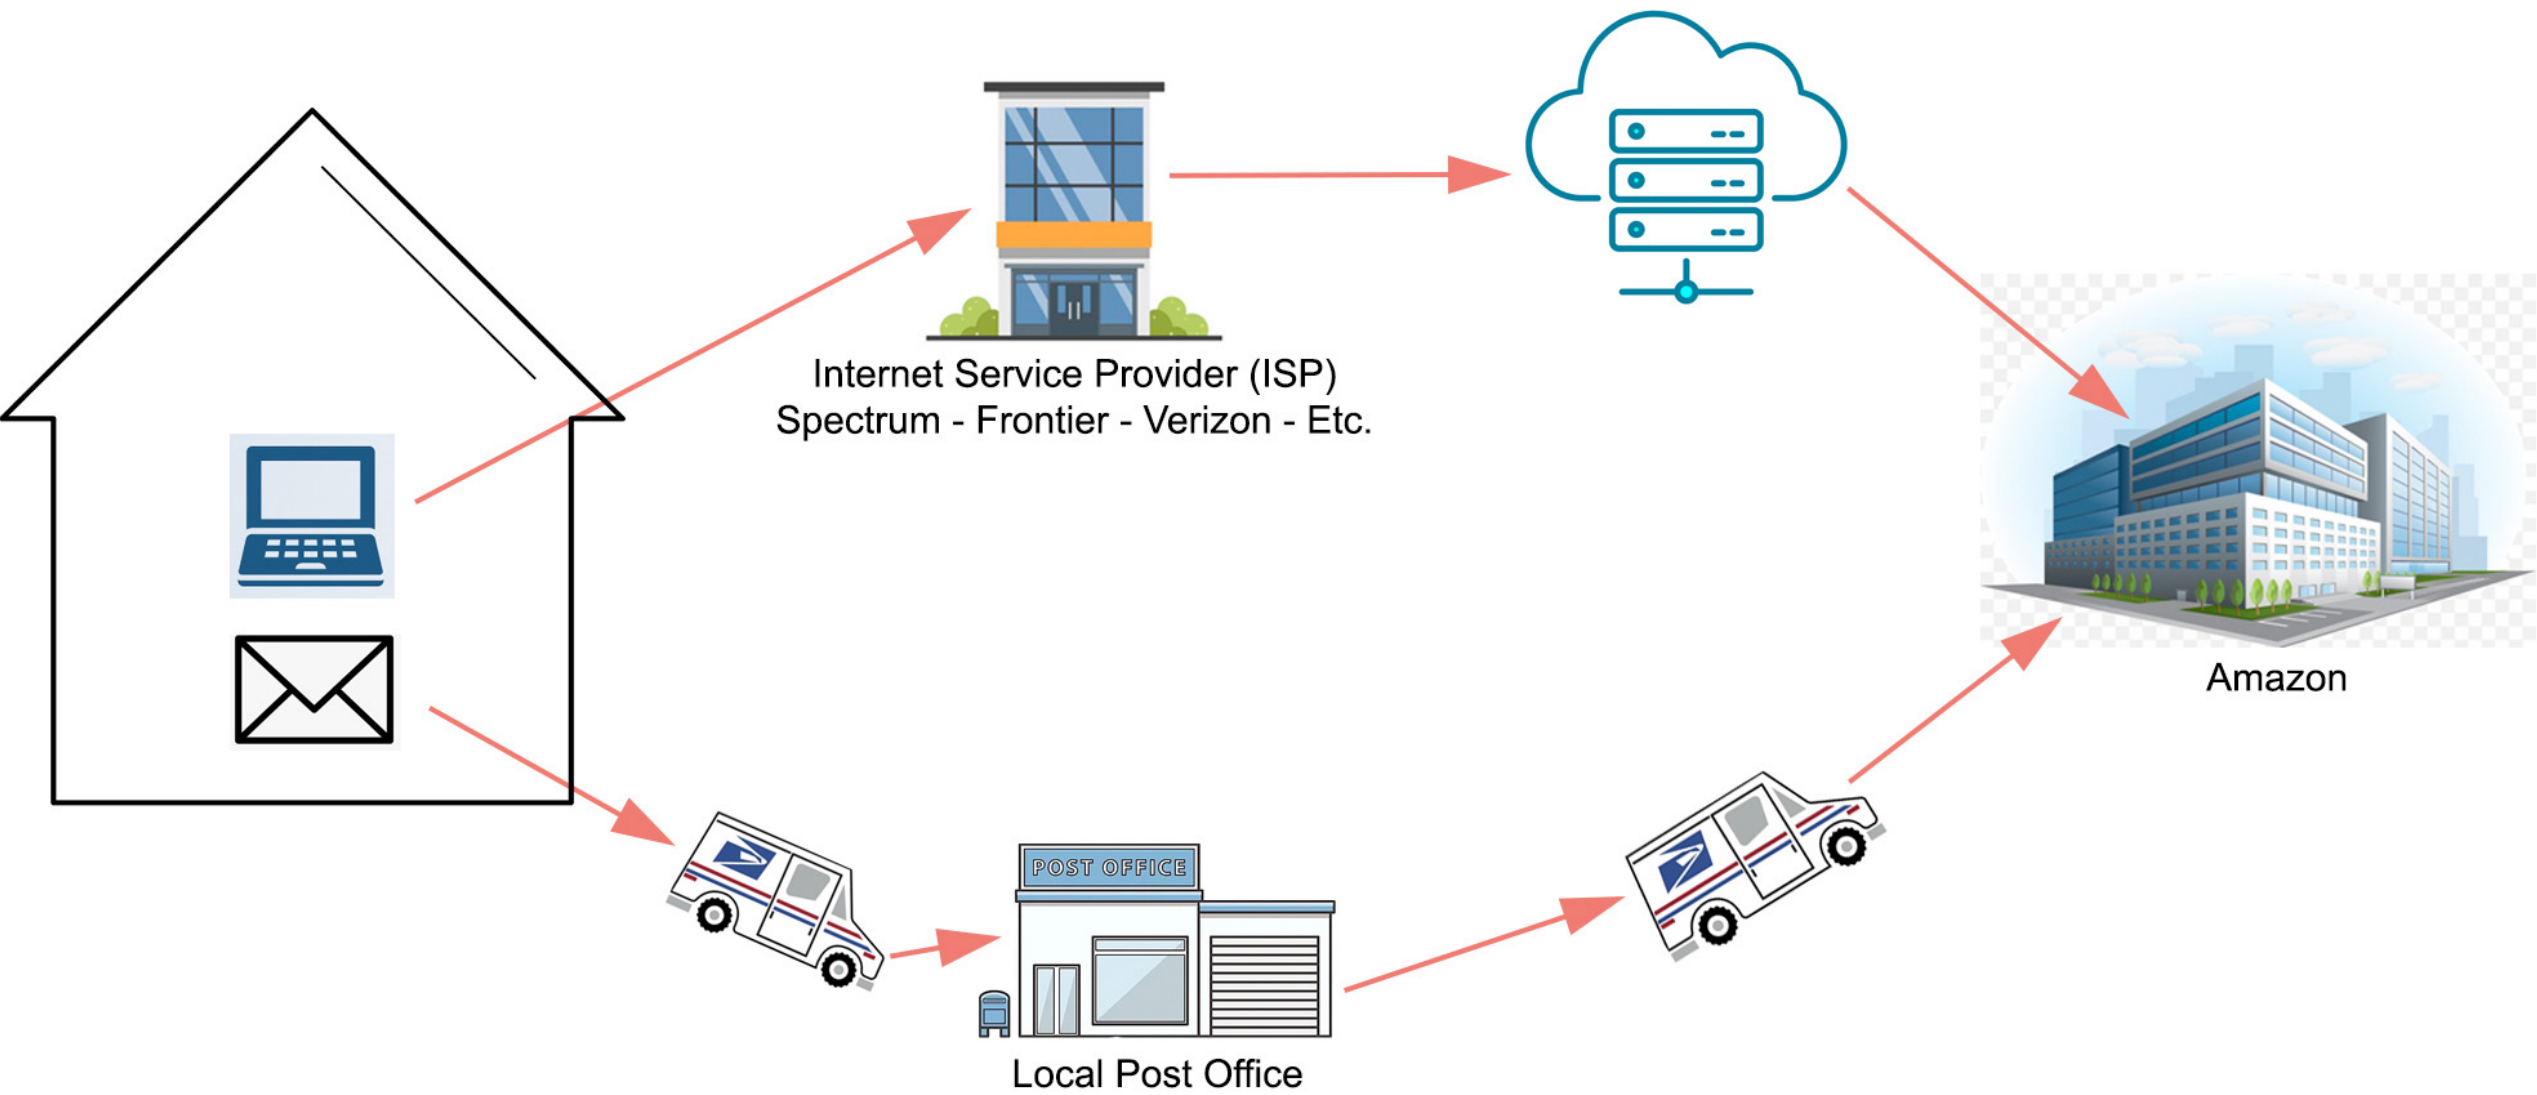 Internet Service Provider (ISP)
Spectrum - Frontier - Verizon - Etc.
Amazon
POST OFFICE
Local Post Office